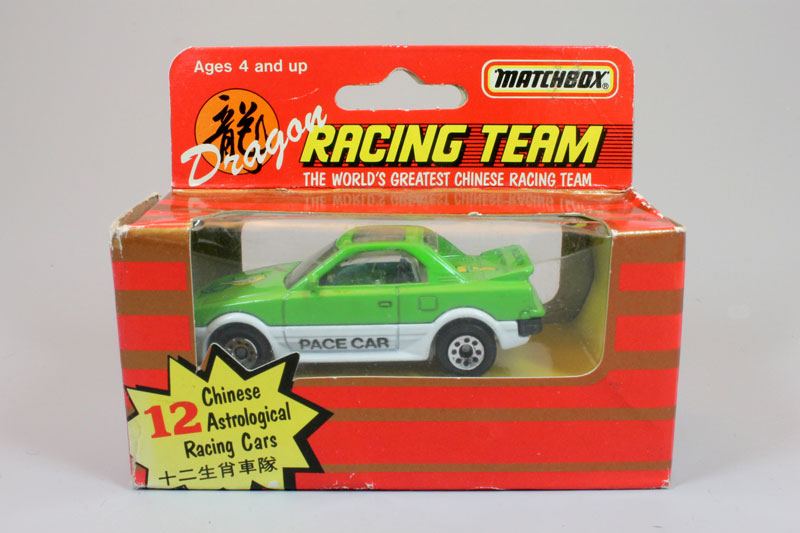 Ages 4 and up
MATCHBOX®
龍
Dragon
RACING TEAM
THE WORLD'S GREATEST CHINESE RACING TEAM
PACE CAR
12 Chinese
Astrological
Racing Cars
十二生肖車隊